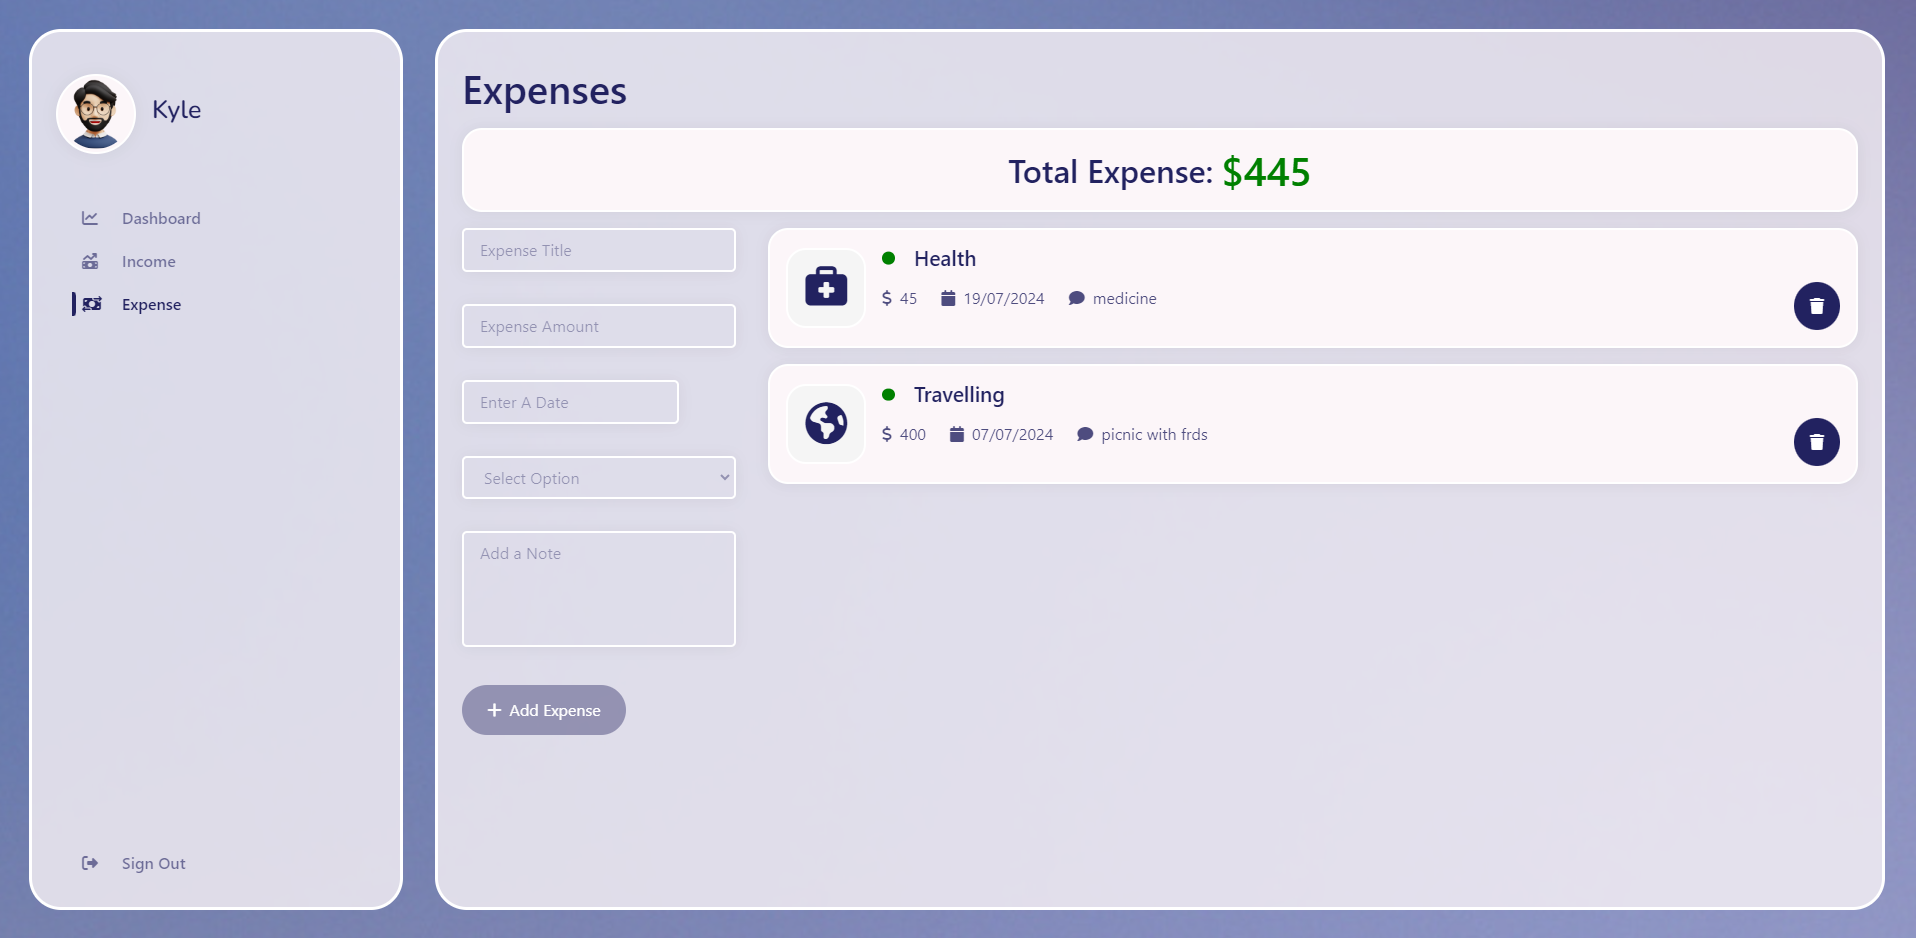 Kyle
Dashboard
Income
Expense
Sign Out
Expenses
Total Expense: $445
Expense Title
Expense Amount
Enter A Date
Select Option
Add a Note
+ Add Expense
Health
$ 45 19/07/2024 medicine
Travelling
$ 400 07/07/2024 picnic with frds